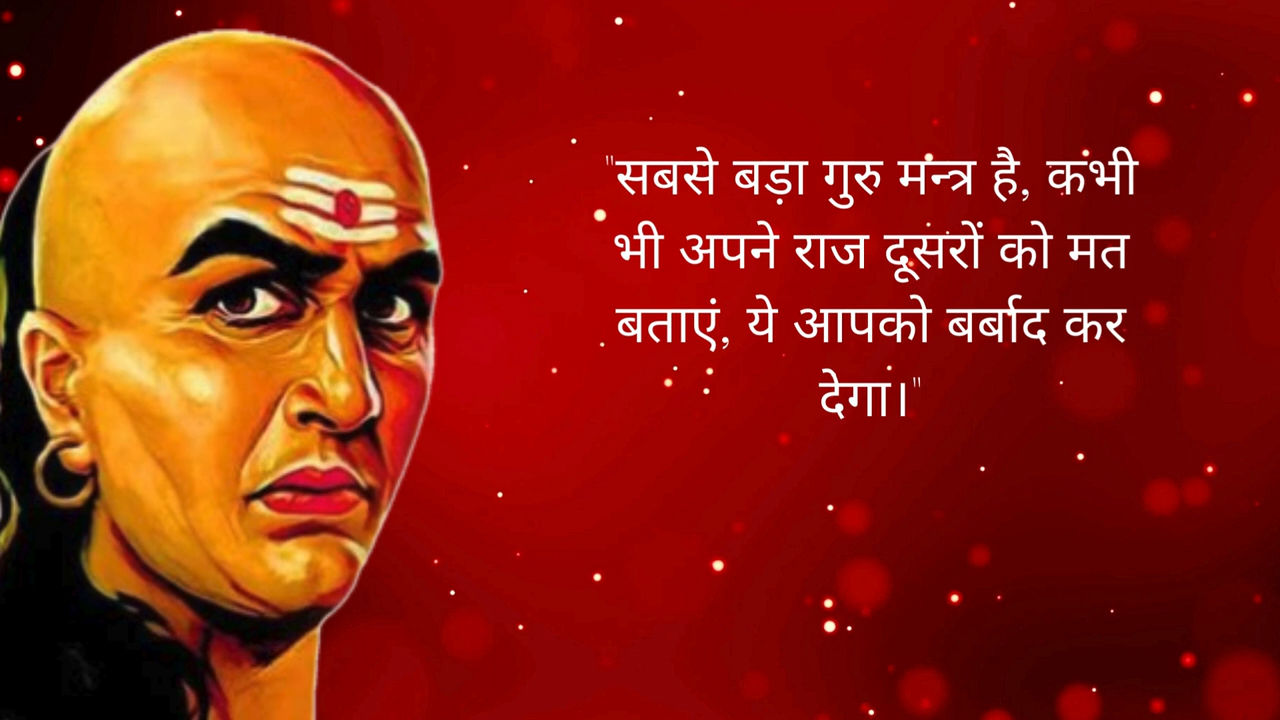 "सबसे बड़ा गुरु मन्त्र है, कभी
भी अपने राज दूसरों को मत
बताएं, ये आपको बर्बाद कर
देगा।"